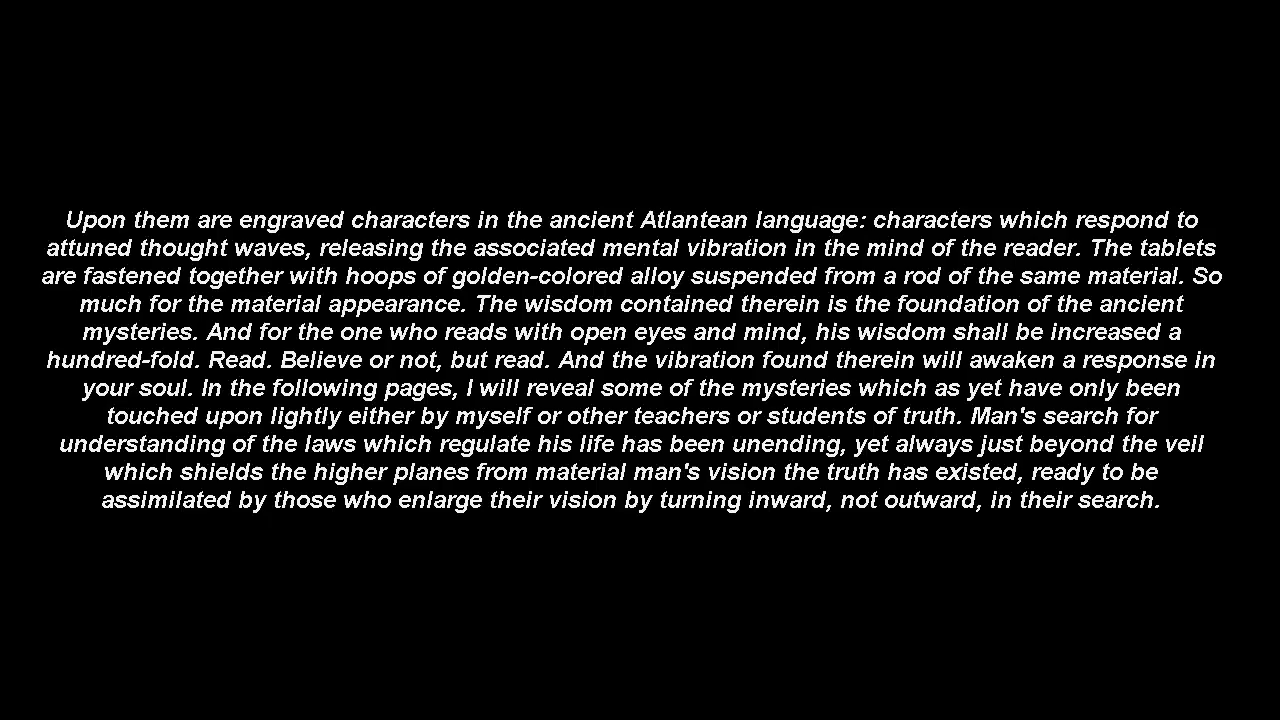 Upon them are engraved characters in the ancient Atlantean language: characters which respond to
attuned thought waves, releasing the associated mental vibration in the mind of the reader. The tablets
are fastened together with hoops of golden-colored alloy suspended from a rod of the same material. So
much for the material appearance. The wisdom contained therein is the foundation of the ancient
mysteries. And for the one who reads with open eyes and mind, his wisdom shall be increased a
hundred-fold. Read. Believe or not, but read. And the vibration found therein will awaken a response in
your soul. In the following pages, I will reveal some of the mysteries which as yet have only been
touched upon lightly either by myself or other teachers or students of truth. Man's search for
understanding of the laws which regulate his life has been unending, yet always just beyond the veil
which shields the higher planes from material man's vision the truth has existed, ready to be
assimilated by those who enlarge their vision by turning inward, not outward, in their search.